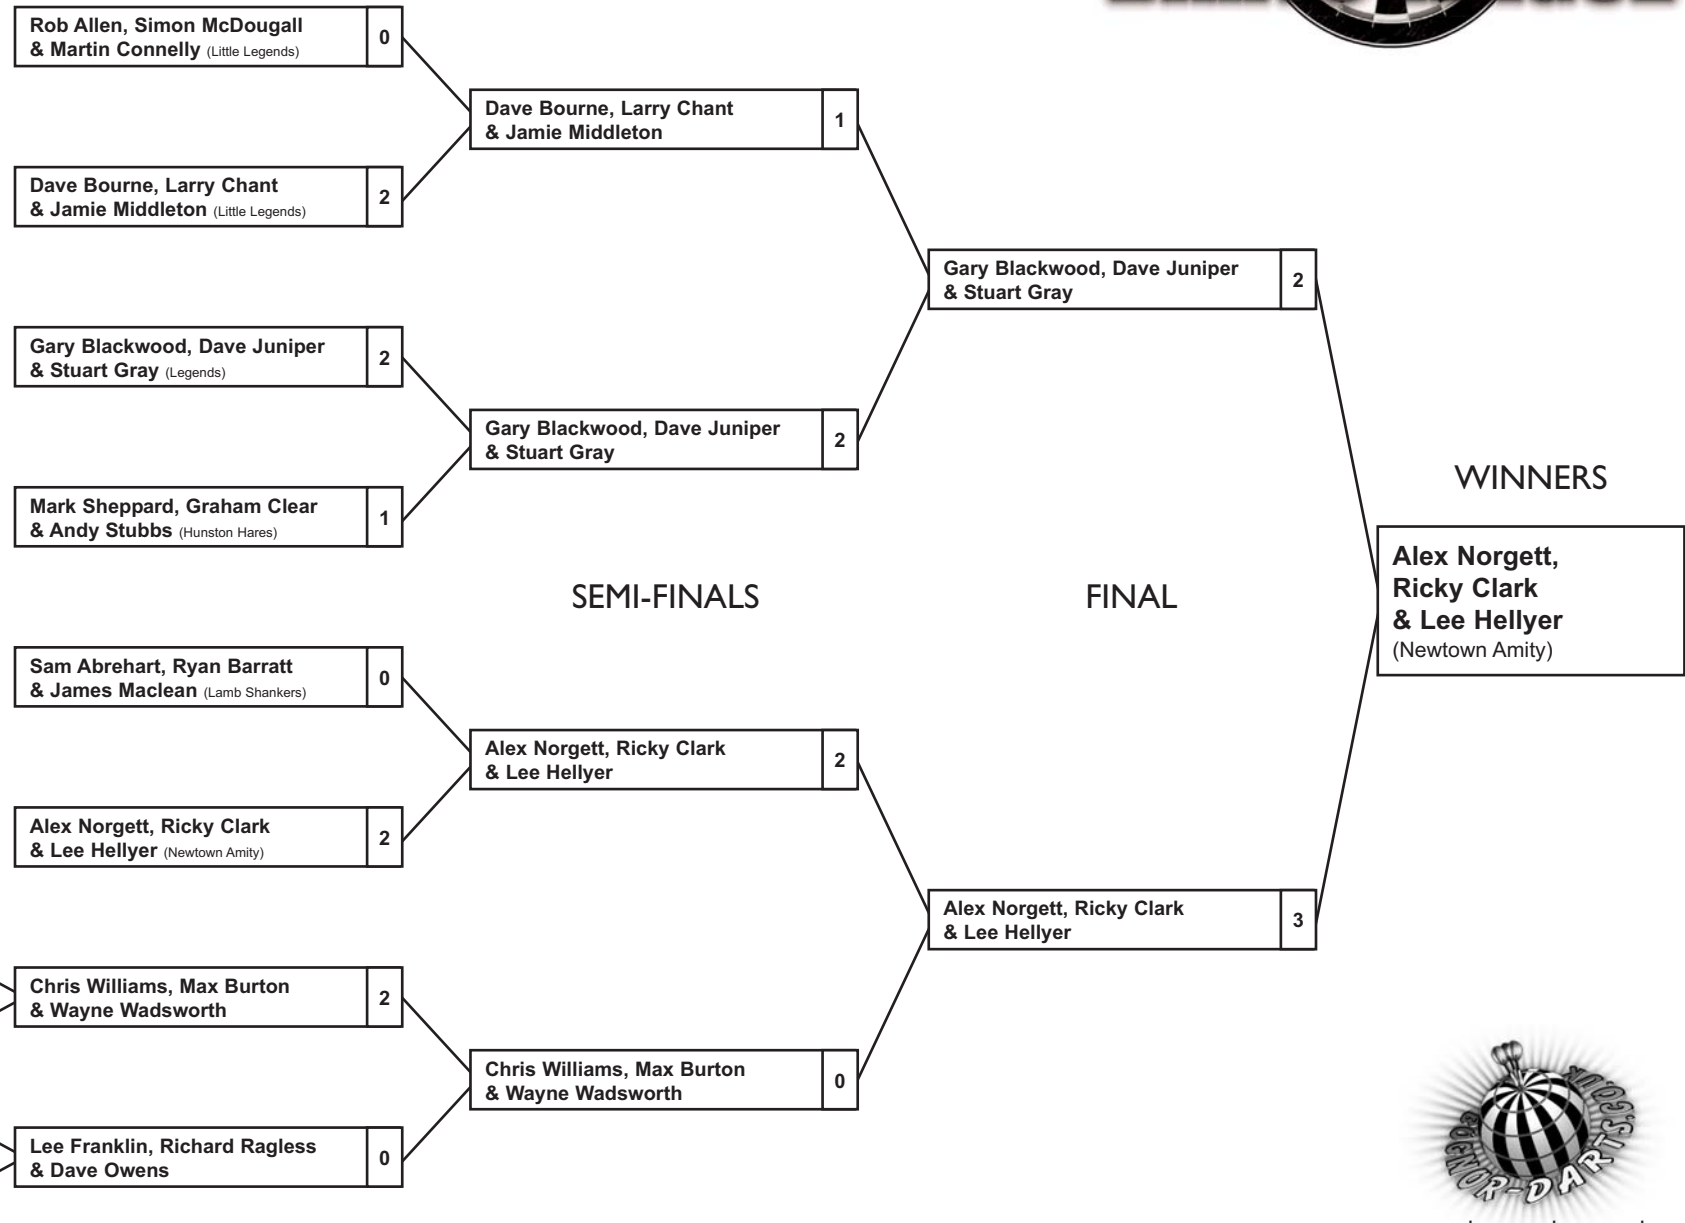 Rob Allen, Simon McDougall
& Martin Connelly (Little Legends)
0
Dave Bourne, Larry Chant
& Jamie Middleton (Little Legends)
2
Gary Blackwood, Dave Juniper
& Stuart Gray (Legends)
2
Mark Sheppard, Graham Clear
& Andy Stubbs (Hunston Hares)
1
Sam Abrehart, Ryan Barratt
& James Maclean (Lamb Shankers)
0
Alex Norgett, Ricky Clark
& Lee Hellyer (Newtown Amity)
2
Chris Williams, Max Burton
& Wayne Wadsworth
2
Lee Franklin, Richard Ragless
& Dave Owens
0
SEMI-FINALS
Dave Bourne, Larry Chant
& Jamie Middleton
1
Gary Blackwood, Dave Juniper
& Stuart Gray
2
Alex Norgett, Ricky Clark
& Lee Hellyer
2
Chris Williams, Max Burton
& Wayne Wadsworth
0
FINAL
Gary Blackwood, Dave Juniper
& Stuart Gray
2
Alex Norgett, Ricky Clark
& Lee Hellyer
3
WINNERS
Alex Norgett,
Ricky Clark
& Lee Hellyer
(Newtown Amity)
BOGNOR-DARTS.CO.UK